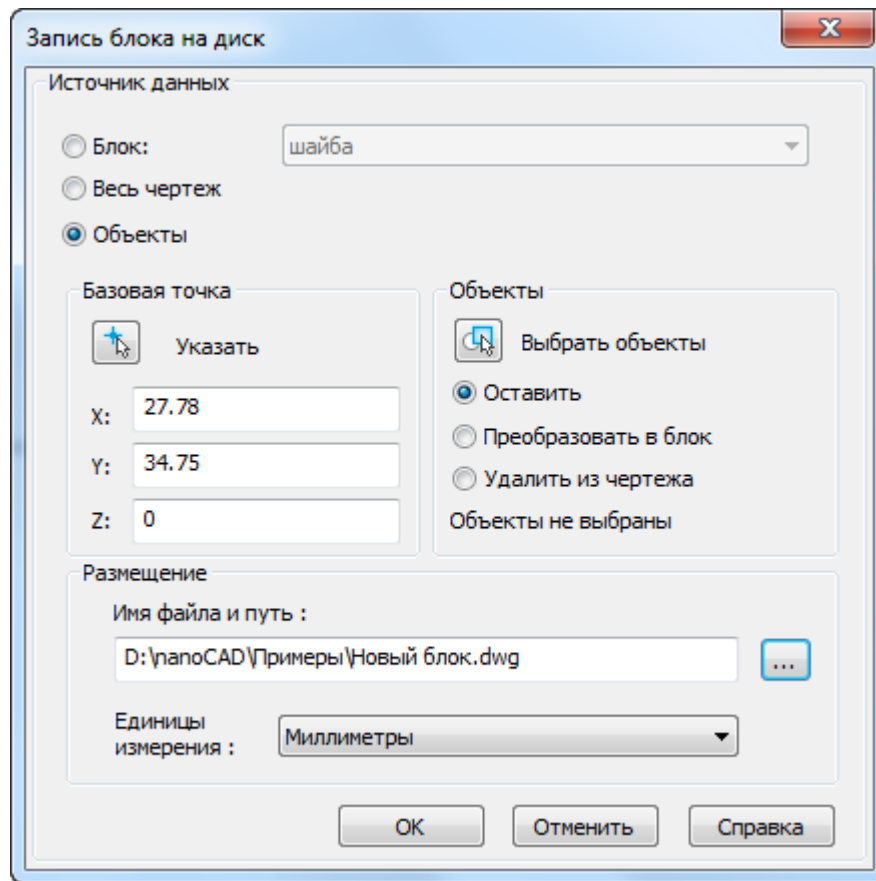 Запись блока на диск
Источник данных
Блок: шайба
Весь чертеж
Объекты
Базовая точка
Указать
X: 27.78
Y: 34.75
Z: 0
Объекты
Выбрать объекты
Оставить
Преобразовать в блок
Удалить из чертежа
Объекты не выбраны
Размещение
Имя файла и путь :
D:\nanoCAD\Примеры\Новый блок.dwg ...
Единицы
измерения :
Миллиметры
ОК Отменить Справка